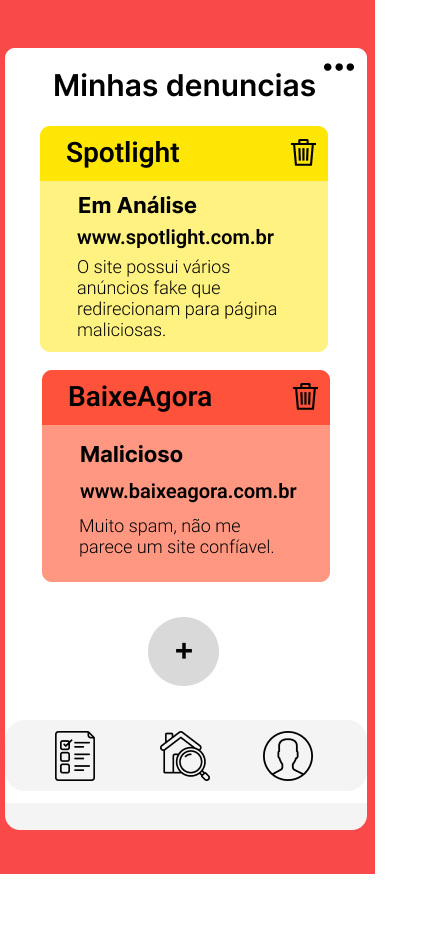 Minhas denuncias
Spotlight
Em Análise
www.spotlight.com.br
O site possui vários
anúncios fake que
redirecionam para página
maliciosas.
BaixeAgora
Malicioso
www.baixeagora.com.br
Muito spam, não me
parece um site confíavel.
+